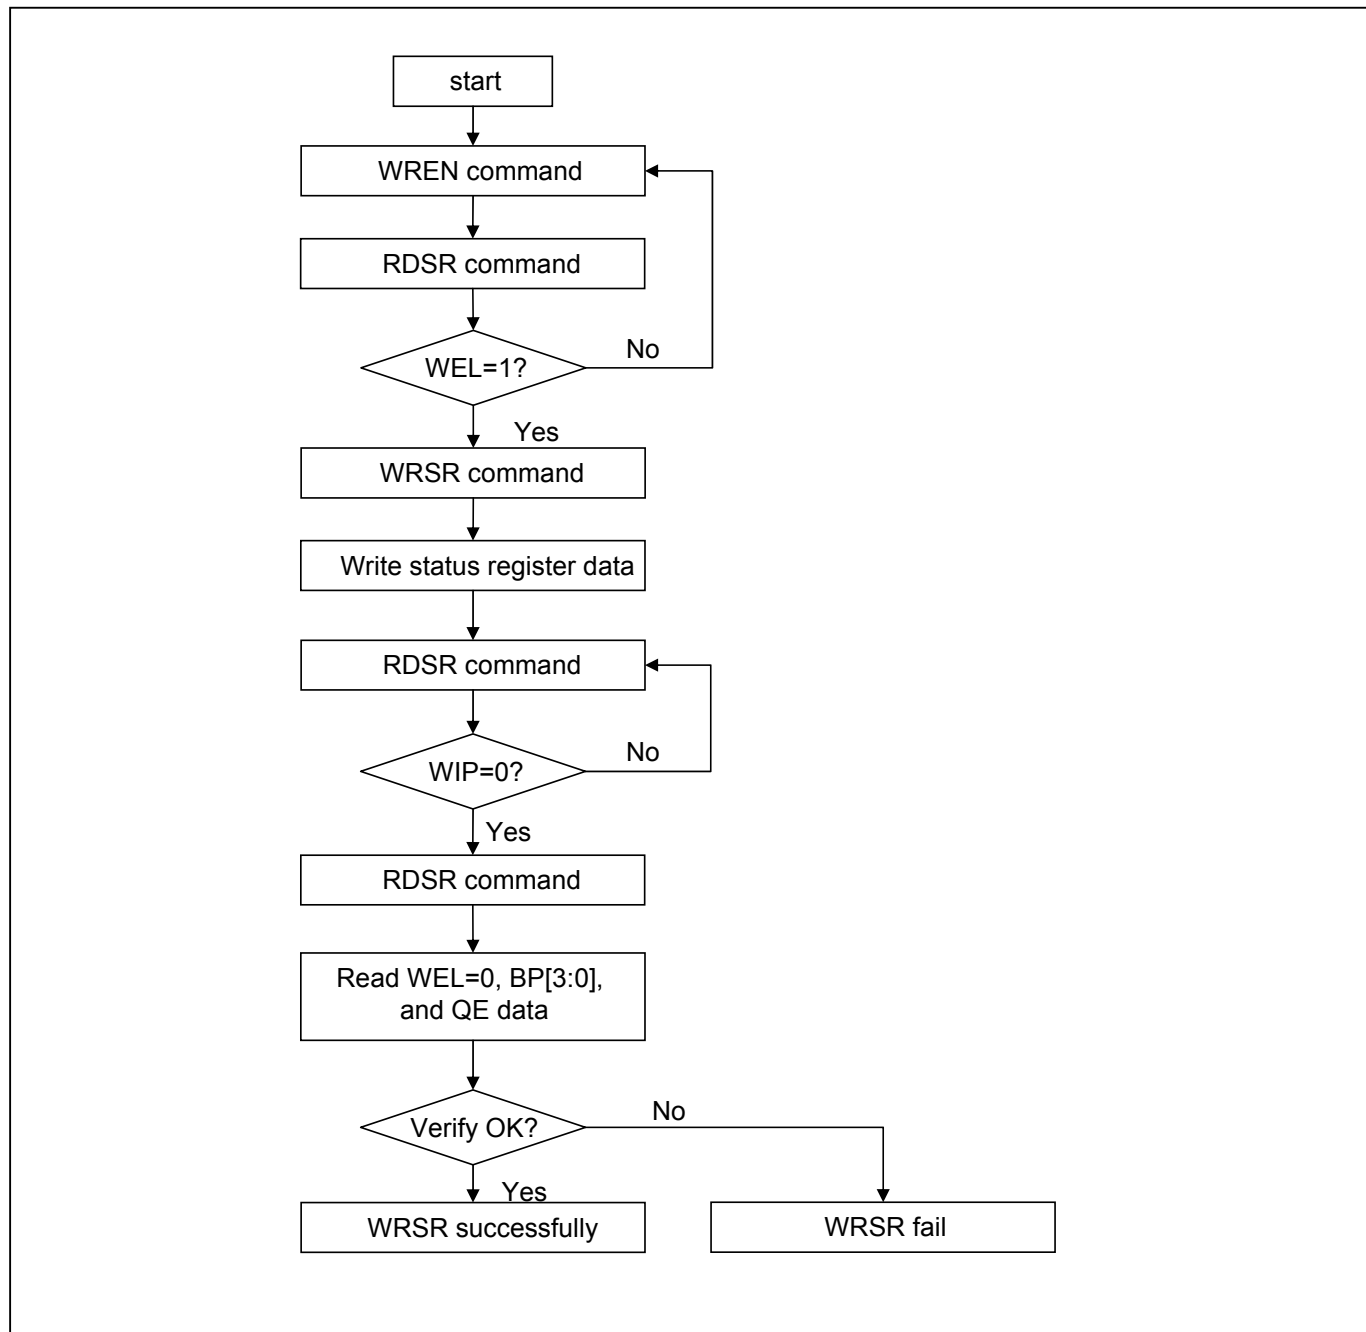 start
WREN command
RDSR command
WEL=1?
No
Yes
WRSR command
Write status register data
RDSR command
WIP=0?
No
Yes
RDSR command
Read WEL=0, BP[3:0],
and QE data
Verify OK?
No
Yes
WRSR successfully
WRSR fail